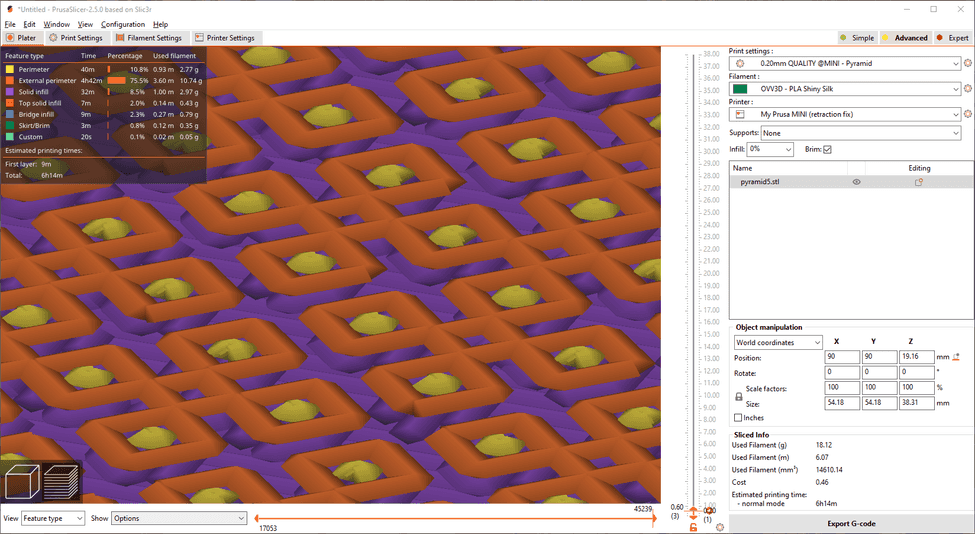 *Untitled - PrusaSlicer-2.5.0 based on Slic3r
File Edit Window View Configuration Help
Plater Print Settings Filament Settings Printer Settings Simple Advanced Expert
Feature type Time Percentage Used filament
Perimeter 40m 10.8% 0.93 m 2.77 g
External perimeter 4h42m 75.5% 3.60 m 10.74 g
Solid infill 32m 8.5% 1.00 m 2.97 g
Top solid infill 7m 2.0% 0.14 m 0.43 g
Bridge infill 9m 2.3% 0.27 m 0.79 g
Skirt/Brim 3m 0.8% 0.12 m 0.35 g
Custom 20s 0.1% 0.02 m 0.05 g
Estimated printing times:
First layer: 9m
Total: 6h14m
38.00
37.00
36.00
35.00
34.00
33.00
32.00
31.00
30.00
29.00
28.00
27.00
26.00
25.00
24.00
23.00
22.00
21.00
20.00
19.00
18.00
17.00
16.00
15.00
14.00
13.00
12.00
11.00
10.00
9.00
8.00
7.00
6.00
5.00
4.00
3.00
2.00
1.00
0.60
(3)
(1)
View Feature type Show Options
45239
17053
Print settings :
0.20mm QUALITY @MINI - Pyramid
Filament :
OVV3D - PLA Shiny Silk
Printer :
My Prusa MINI (retraction fix)
Supports: None
Infill: 0% Brim:
Name Editing
pyramid5.stl
Object manipulation
World coordinates X Y Z
Position: 90 90 19.16 mm
Rotate: 0 0 0 °
Scale factors: 100 100 100 %
Size: 54.18 54.18 38.31 mm
Inches
Sliced Info
Used Filament (g) 18.12
Used Filament (m) 6.07
Used Filament (mm³) 14610.14
Cost 0.46
Estimated printing time:
- normal mode 6h14m
Export G-code